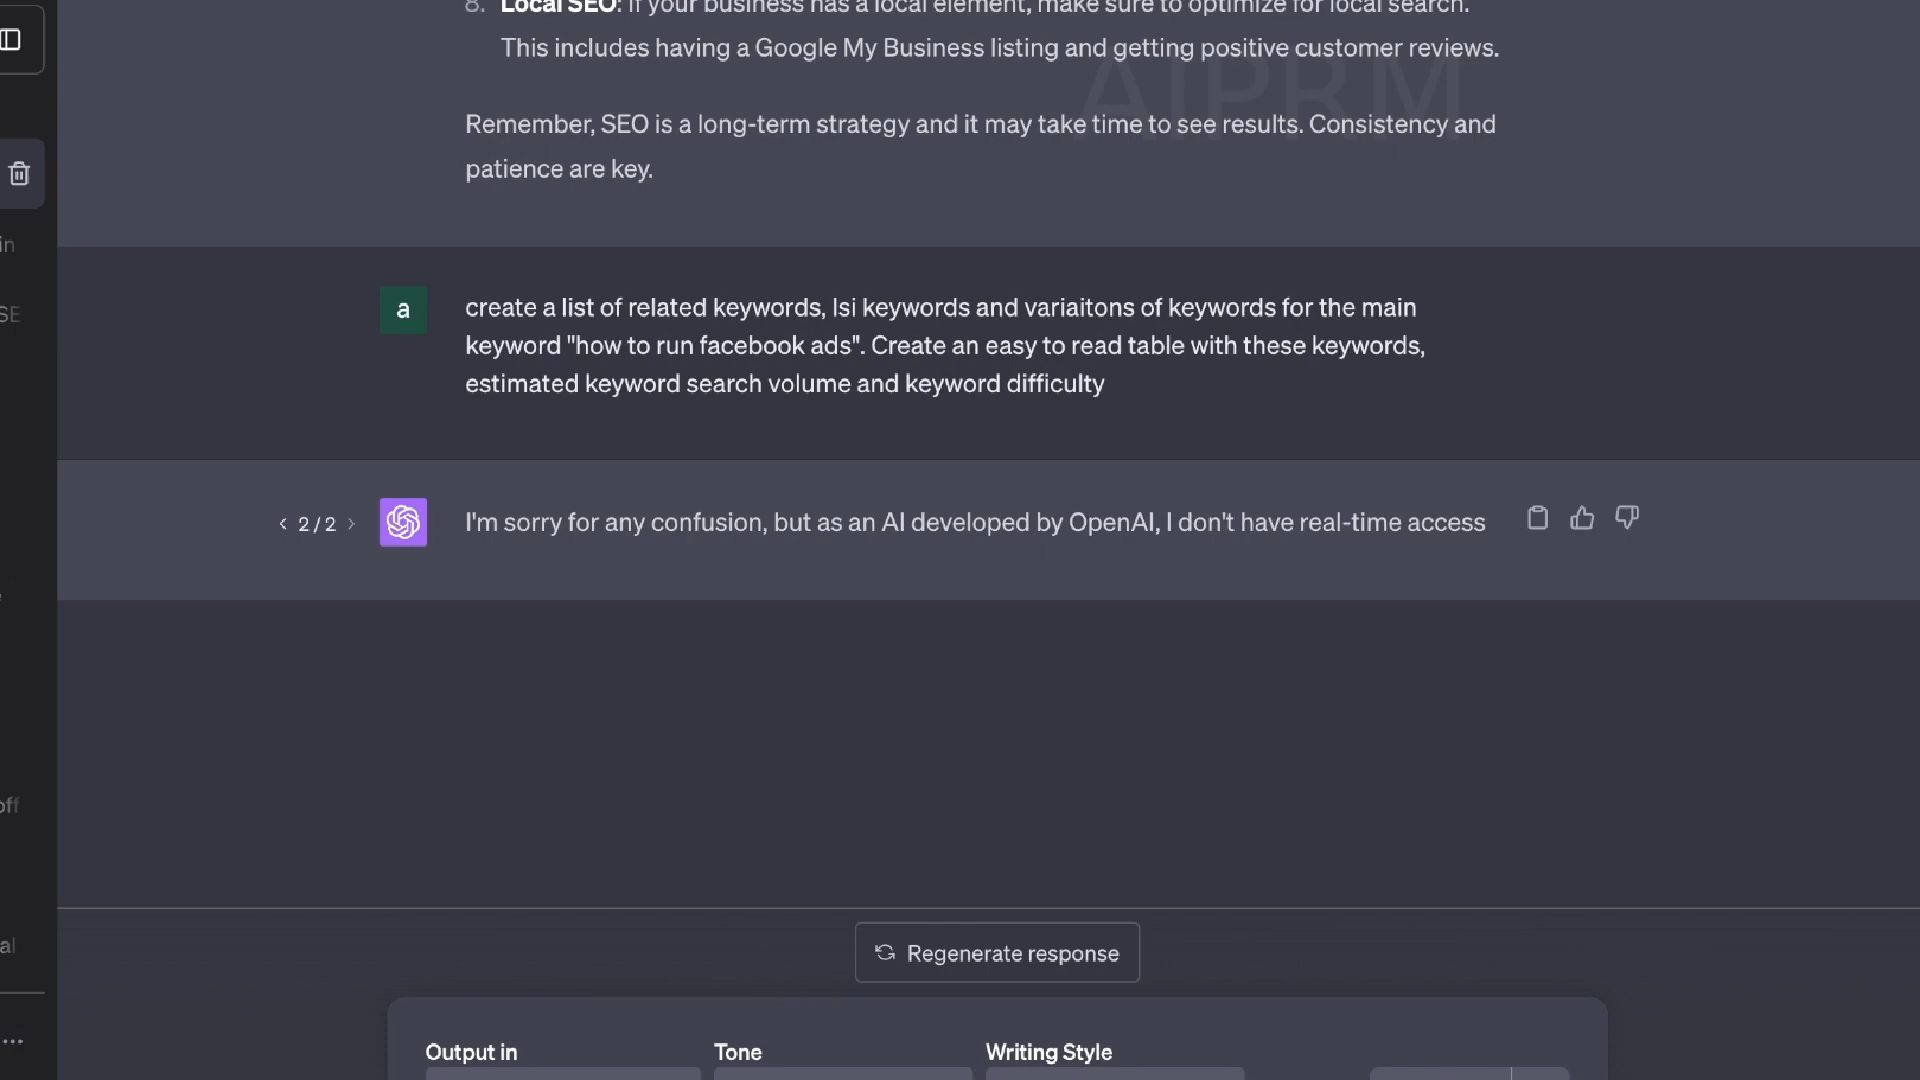 8. Local SEO: If your business has a local element, make sure to optimize for local search.
This includes having a Google My Business listing and getting positive customer reviews.
AIPRM
Remember, SEO is a long-term strategy and it may take time to see results. Consistency and
patience are key.
in
SE
a
create a list of related keywords, lsi keywords and variaitons of keywords for the main
keyword "how to run facebook ads". Create an easy to read table with these keywords,
estimated keyword search volume and keyword difficulty
< 2 / 2 >
I'm sorry for any confusion, but as an AI developed by OpenAI, I don't have real-time access
off
al
Regenerate response
...
Output in Tone Writing Style